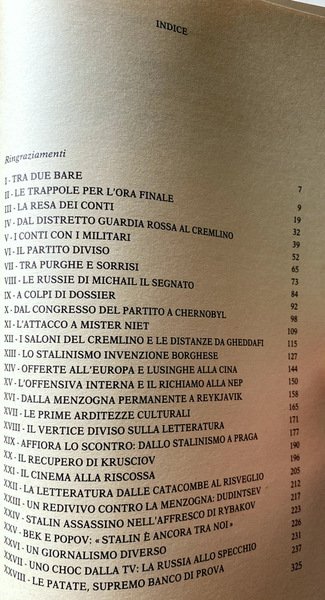 INDICE
Ringraziamenti 7
I - TRA DUE BARE 9
II - LE TRAPPOLE PER L'ORA FINALE 19
III - LA RESA DEI CONTI 32
IV - DAL DISTRETTO GUARDIA ROSSA AL CREMLINO 39
V - I CONTI CON I MILITARI 52
VI - IL PARTITO DIVISO 65
VII - TRA PURGHE E SORRISI 73
VIII - LE RUSSIE DI MICHAIL IL SEGNATO 84
IX - A COLPI DI DOSSIER 92
X - DAL CONGRESSO DEL PARTITO A CHERNOBYL 98
XI - L'ATTACCO A MISTER NIET 109
XII - I SALONI DEL CREMLINO E LE DISTANZE DA GHEDDAFI 115
XIII - LO STALINISMO INVENZIONE BORGHESE 127
XIV - OFFERTE ALL'EUROPA E LUSINGHE ALLA CINA 144
XV - L'OFFENSIVA INTERNA E IL RICHIAMO ALLA NEP 150
XVI - DALLA MENZOGNA PERMANENTE A REYKJAVIK 158
XVII - LE PRIME ARDITEZZE CULTURALI 165
XVIII - IL VERTICE DIVISO SULLA LETTERATURA 171
XIX - AFFIORA LO SCONTRO: DALLO STALINISMO A PRAGA 177
XX - IL RECUPERO DI KRUSCIOV 190
XXI - IL CINEMA ALLA RISCOSSA 205
XXII - LA LETTERATURA DALLE CATACOMBE AL RISVEGLIO 212
XXIII - UN REDIVIVO CONTRO LA MENZOGNA: DUDINTSEV 217
XXIV - STALIN ASSASSINO NELL'AFFRESCO DI RYBAKOV 223
XXV - BEK E POPOV: «STALIN È ANCORA TRA NOI» 226
XXVI - UN GIORNALISMO DIVERSO 231
XXVII - UNO CHOC DALLA TV: LA RUSSIA ALLO SPECCHIO 237
XXVIII - LE PATATE, SUPREMO BANCO DI PROVA 325